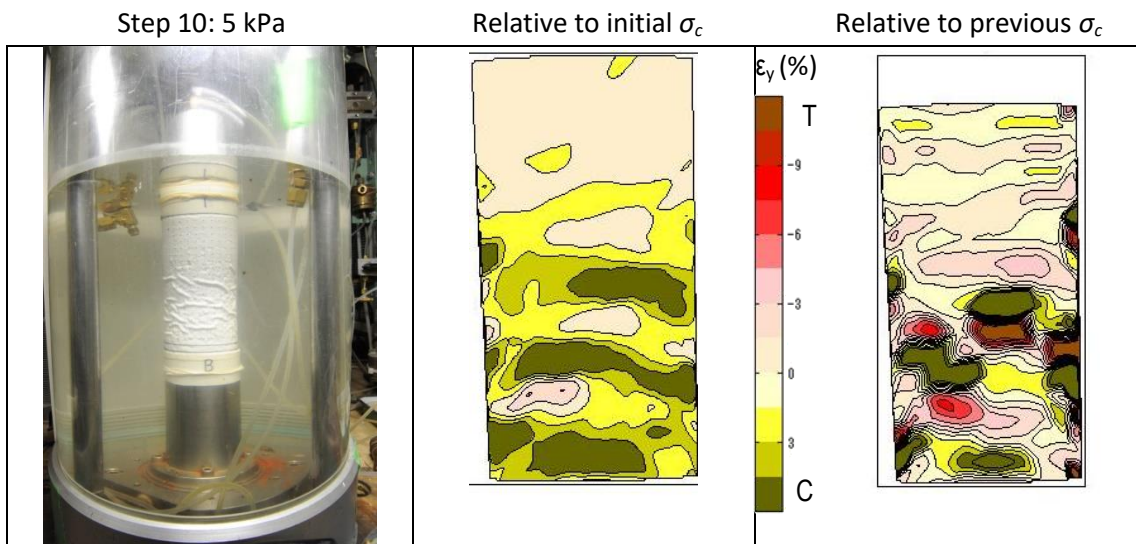 Step 10: 5 kPa
Relative to initial σc
Relative to previous σc
εy (%)
T
-9
-6
-3
0
3
C
B